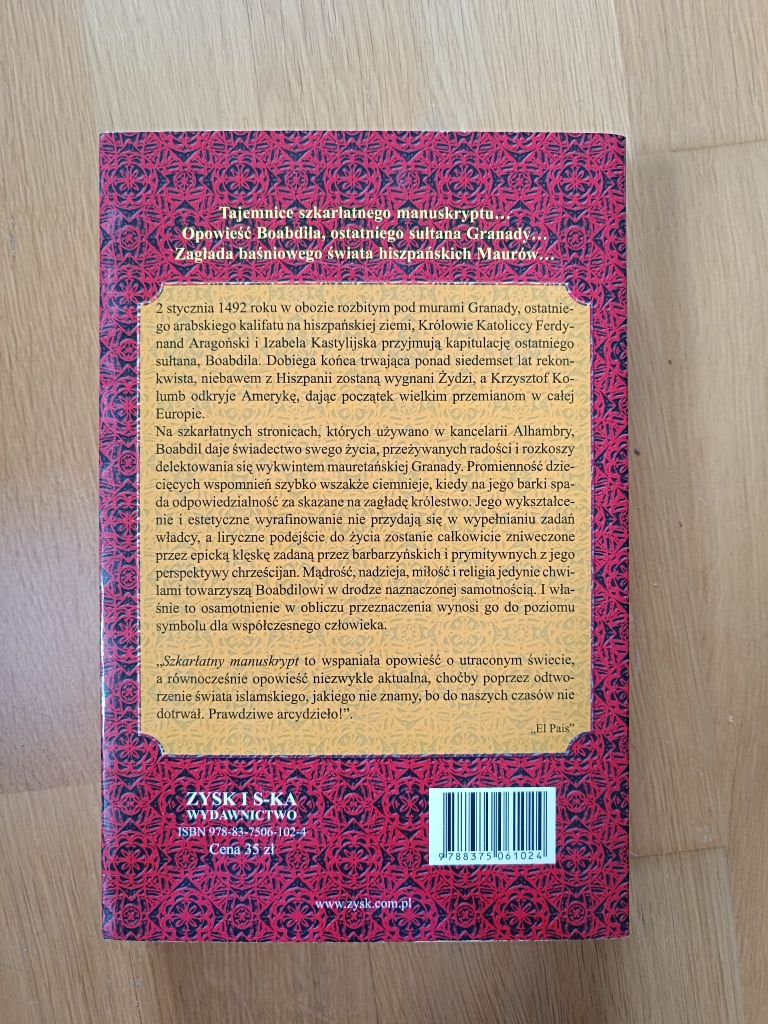 Tajemnice szkarłatnego manuskryptu...
Opowieść Boabdila, ostatniego sułtana Granady...
Zagłada baśniowego świata hiszpańskich Maurów...
2 stycznia 1492 roku w obozie rozbitym pod murami Granady, ostatnie-
go arabskiego kalifatu na hiszpańskiej ziemi, Królowie Katoliccy Ferdy-
nand Aragoński i Izabela Kastylijska przyjmują kapitulację ostatniego
sułtana, Boabdila. Dobiega końca trwająca ponad siedemset lat rekon-
kwista, niebawem z Hiszpanii zostaną wygnani Żydzi, a Krzysztof Ko-
lumb odkryje Amerykę, dając początek wielkim przemianom w całej
Europie.
Na szkarłatnych stronicach, których używano w kancelarii Alhambry,
Boabdil daje świadectwo swego życia, przeżywanych radości i rozkoszy
delektowania się wykwintem mauretańskiej Granady. Promienność dzie-
cięcych wspomnień szybko wszakże ciemnieje, kiedy na jego barki spa-
da odpowiedzialność za skazane na zagładę królestwo. Jego wykształce-
nie i estetyczne wyrafinowanie nie przydają się w wypełnianiu zadań
władcy, a liryczne podejście do życia zostanie całkowicie zniweczone
przez epicką klęskę zadaną przez barbarzyńskich i prymitywnych z jego
perspektywy chrześcijan. Mądrość, nadzieja, miłość i religia jedynie chwi-
lami towarzyszą Boabdilowi w drodze naznaczonej samotnością. I wła-
śnie to osamotnienie w obliczu przeznaczenia wynosi go do poziomu
symbolu dla współczesnego człowieka.
„Szkarłatny manuskrypt to wspaniała opowieść o utraconym świecie,
a równocześnie opowieść niezwykle aktualna, choćby poprzez odtwo-
rzenie świata islamskiego, jakiego nie znamy, bo do naszych czasów nie
dotrwał. Prawdziwe arcydzieło!”.
„El Pais”
ZYSK I S-KA
WYDAWNICTWO
ISBN 978-83-7506-102-4
Cena 35 zł
9 788375 061024
www.zysk.com.pl